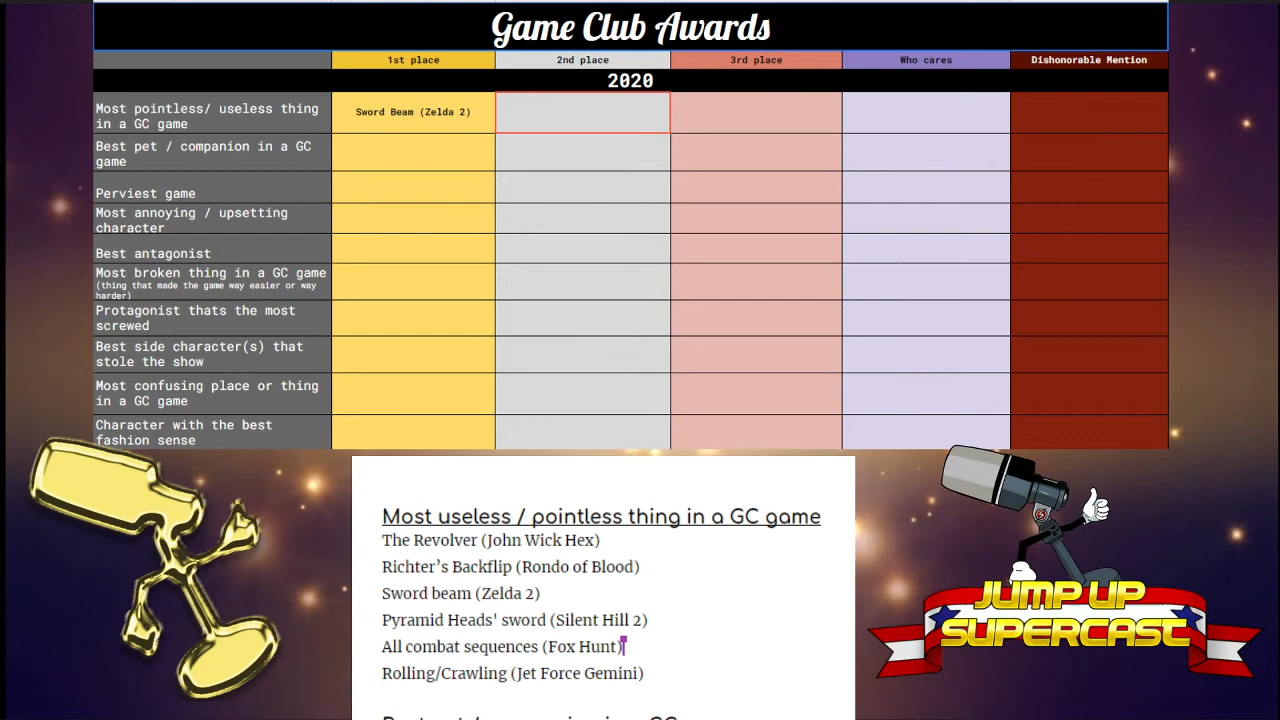 Game Club Awards
1st place
2nd place
3rd place
Who cares
Dishonorable Mention
2020
Most pointless/ useless thing
in a GC game
Sword Beam (Zelda 2)
Best pet / companion in a GC
game
Perviest game
Most annoying / upsetting
character
Best antagonist
Most broken thing in a GC game
(thing that made the game way easier or way
harder)
Protagonist thats the most
screwed
Best side character(s) that
stole the show
Most confusing place or thing
in a GC game
Character with the best
fashion sense
Most useless / pointless thing in a GC game
The Revolver (John Wick Hex)
Richter's Backflip (Rondo of Blood)
Sword beam (Zelda 2)
Pyramid Heads' sword (Silent Hill 2)
All combat sequences (Fox Hunt)
Rolling/Crawling (Jet Force Gemini)
JUMP UP
SUPERCAST